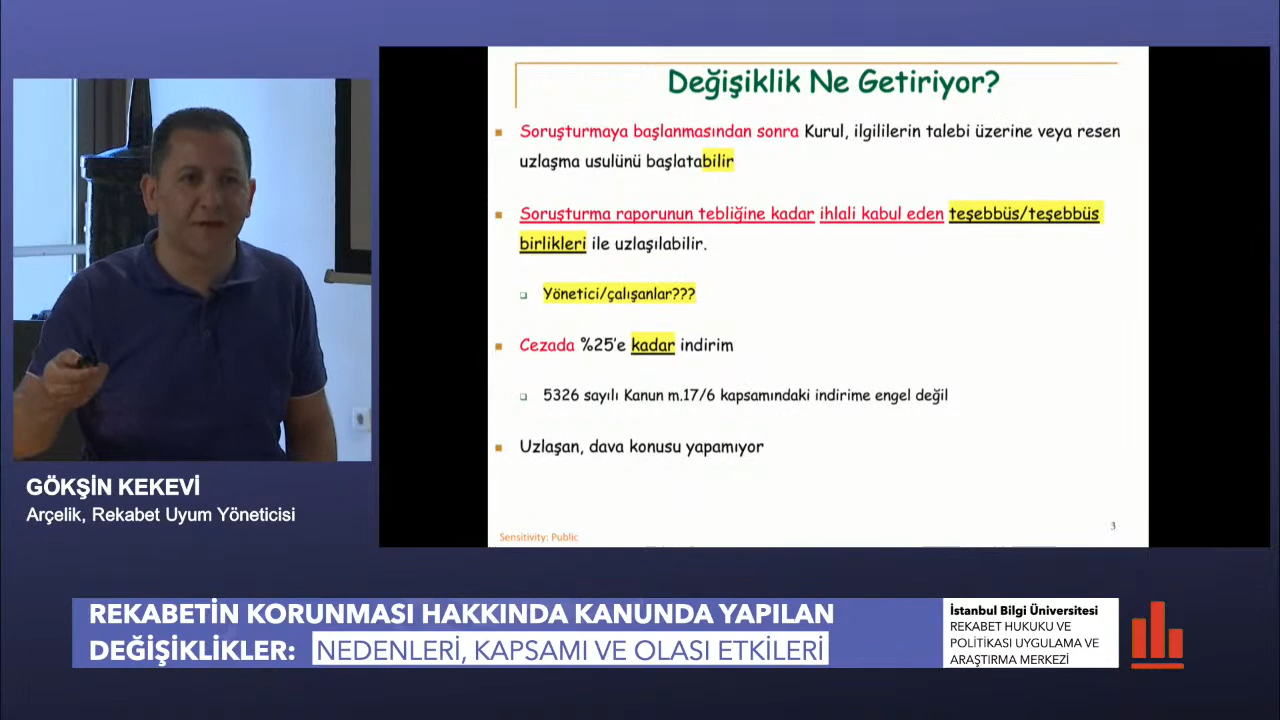 Değişiklik Ne Getiriyor?
Soruşturmaya başlanmasından sonra Kurul, ilgililerin talebi üzerine veya resen
uzlaşma usulünü başlatabilir
Soruşturma raporunun tebliğine kadar ihlali kabul eden teşebbüs/teşebbüs
birlikleri ile uzlaşılabilir.
Yönetici/çalışanlar???
Cezada %25'e kadar indirim
5326 sayılı Kanun m.17/6 kapsamındaki indirime engel değil
Uzlaşan, dava konusu yapamıyor
3
Sensitivity: Public
GÖKŞİN KEKEVİ
Arçelik, Rekabet Uyum Yöneticisi
REKABETİN KORUNMASI HAKKINDA KANUNDA YAPILAN
DEĞİŞİKLİKLER: NEDENLERİ, KAPSAMI VE OLASI ETKİLERİ
İstanbul Bilgi Üniversitesi
REKABET HUKUKU VE
POLİTİKASI UYGULAMA VE
ARAŞTIRMA MERKEZİ